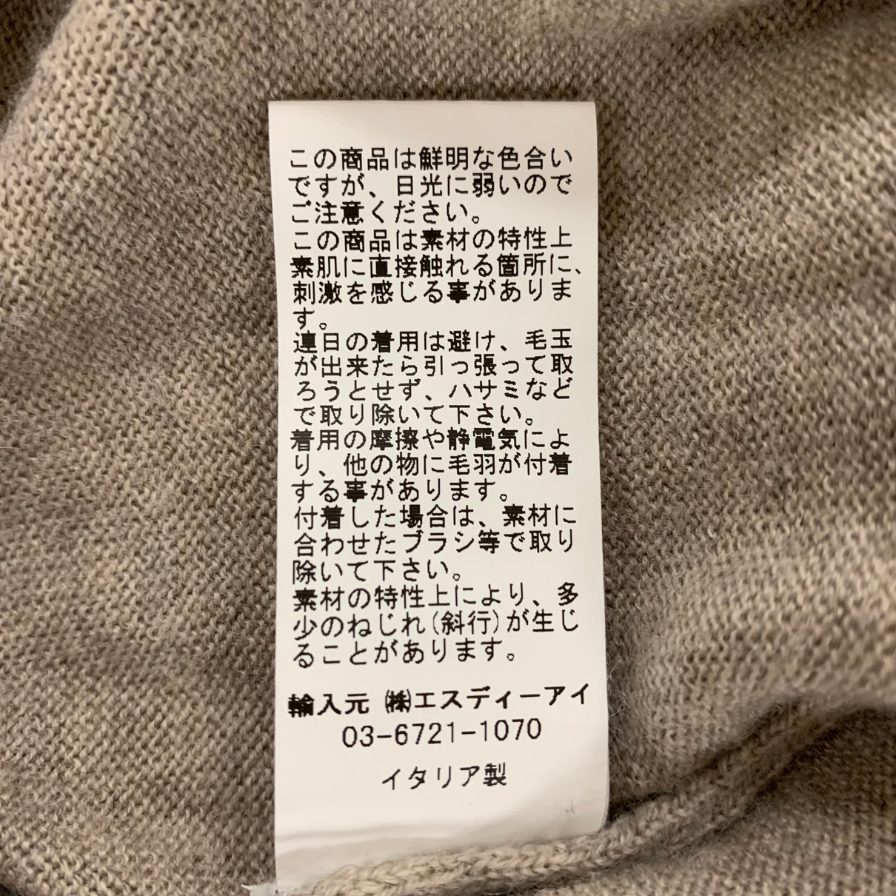 この商品は鮮明な色合い
ですが、日光に弱いので
ご注意ください。
この商品は素材の特性上
素肌に直接触れる箇所に、
刺激を感じる事がありま
す。
連日の着用は避け、毛玉
が出来たら引っ張って取
ろうとせず、ハサミなど
で取り除いて下さい。
着用の摩擦や静電気によ
り、他の物に毛羽が付着
する事があります。
付着した場合は、素材に
合わせたブラシ等で取り
除いて下さい。
素材の特性上により、多
少のねじれ(斜行)が生じ
ることがあります。
輸入元 ㈱エスディーアイ
03-6721-1070
イタリア製